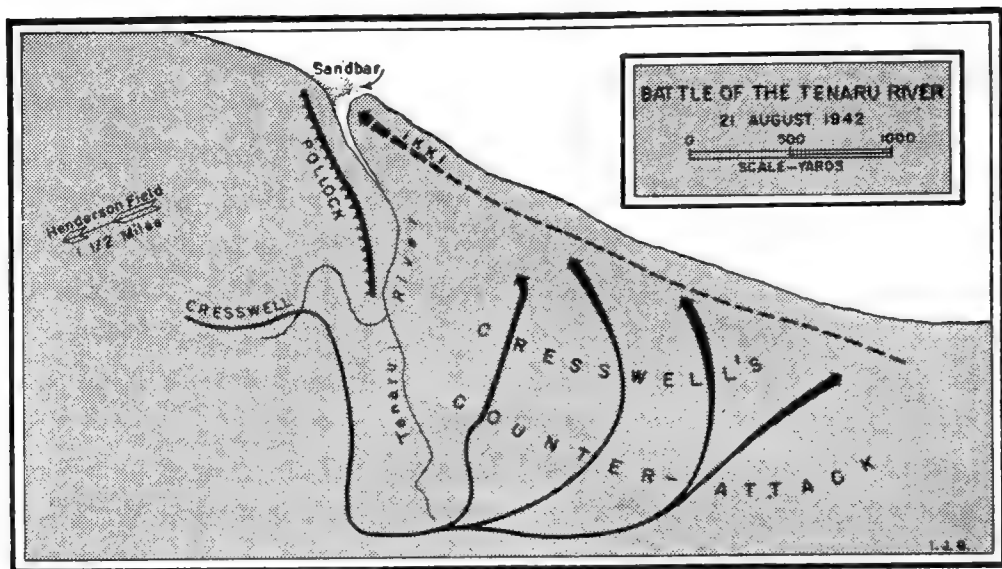 Sandbar
BATTLE OF THE TENARU RIVER
21 AUGUST 1942
0 500 1000
SCALE-YARDS
IKKI
POLLOCK
Henderson Field
1 1/2 Miles
CRESSWELL
Tenaru River
CRESSWELL'S
COUNTER-ATTACK